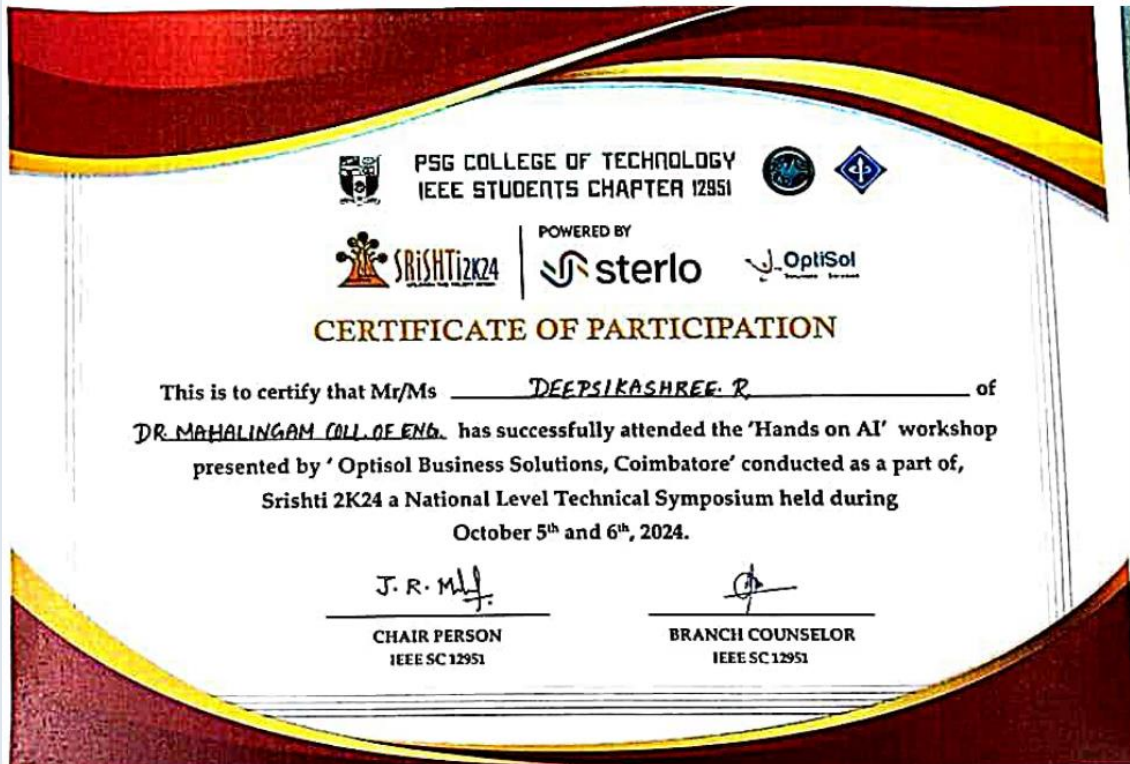 PSG COLLEGE OF TECHNOLOGY
IEEE STUDENTS CHAPTER 12951
SRiSHTi2K24
POWERED BY
sterlo
OptiSol
CERTIFICATE OF PARTICIPATION
This is to certify that Mr/Ms DEEPSIKASHREE. R of
DR. MAHALINGAM COLL. OF ENG. has successfully attended the 'Hands on AI' workshop
presented by ' Optisol Business Solutions, Coimbatore' conducted as a part of,
Srishti 2K24 a National Level Technical Symposium held during
October 5th and 6th, 2024.
J. R.
CHAIR PERSON
IEEE SC 12951
BRANCH COUNSELOR
IEEE SC 12951